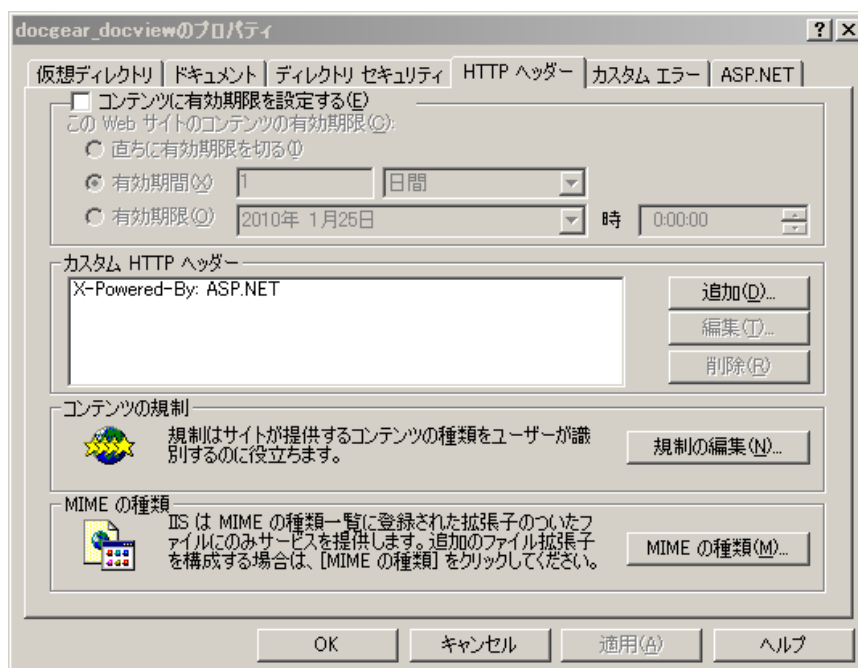 docgear_docviewのプロパティ
仮想ディレクトリ ドキュメント ディレクトリ セキュリティ HTTP ヘッダー カスタム エラー ASP.NET
コンテンツに有効期限を設定する(E)
この Web サイトのコンテンツの有効期限(C):
直ちに有効期限を切る(I)
有効期間(X) 1 日間
有効期限(O) 2010年 1月25日 時 0:00:00
カスタム HTTP ヘッダー
X-Powered-By: ASP.NET
追加(D)...
編集(T)...
削除(R)
コンテンツの規制
規制はサイトが提供するコンテンツの種類をユーザーが識
別するのに役立ちます。
規制の編集(N)...
MIME の種類
IIS は MIME の種類一覧に登録された拡張子のついたフ
ァイルにのみサービスを提供します。追加のファイル拡張子
を構成する場合は、[MIME の種類] をクリックしてください。
MIME の種類(M)...
OK キャンセル 適用(A) ヘルプ